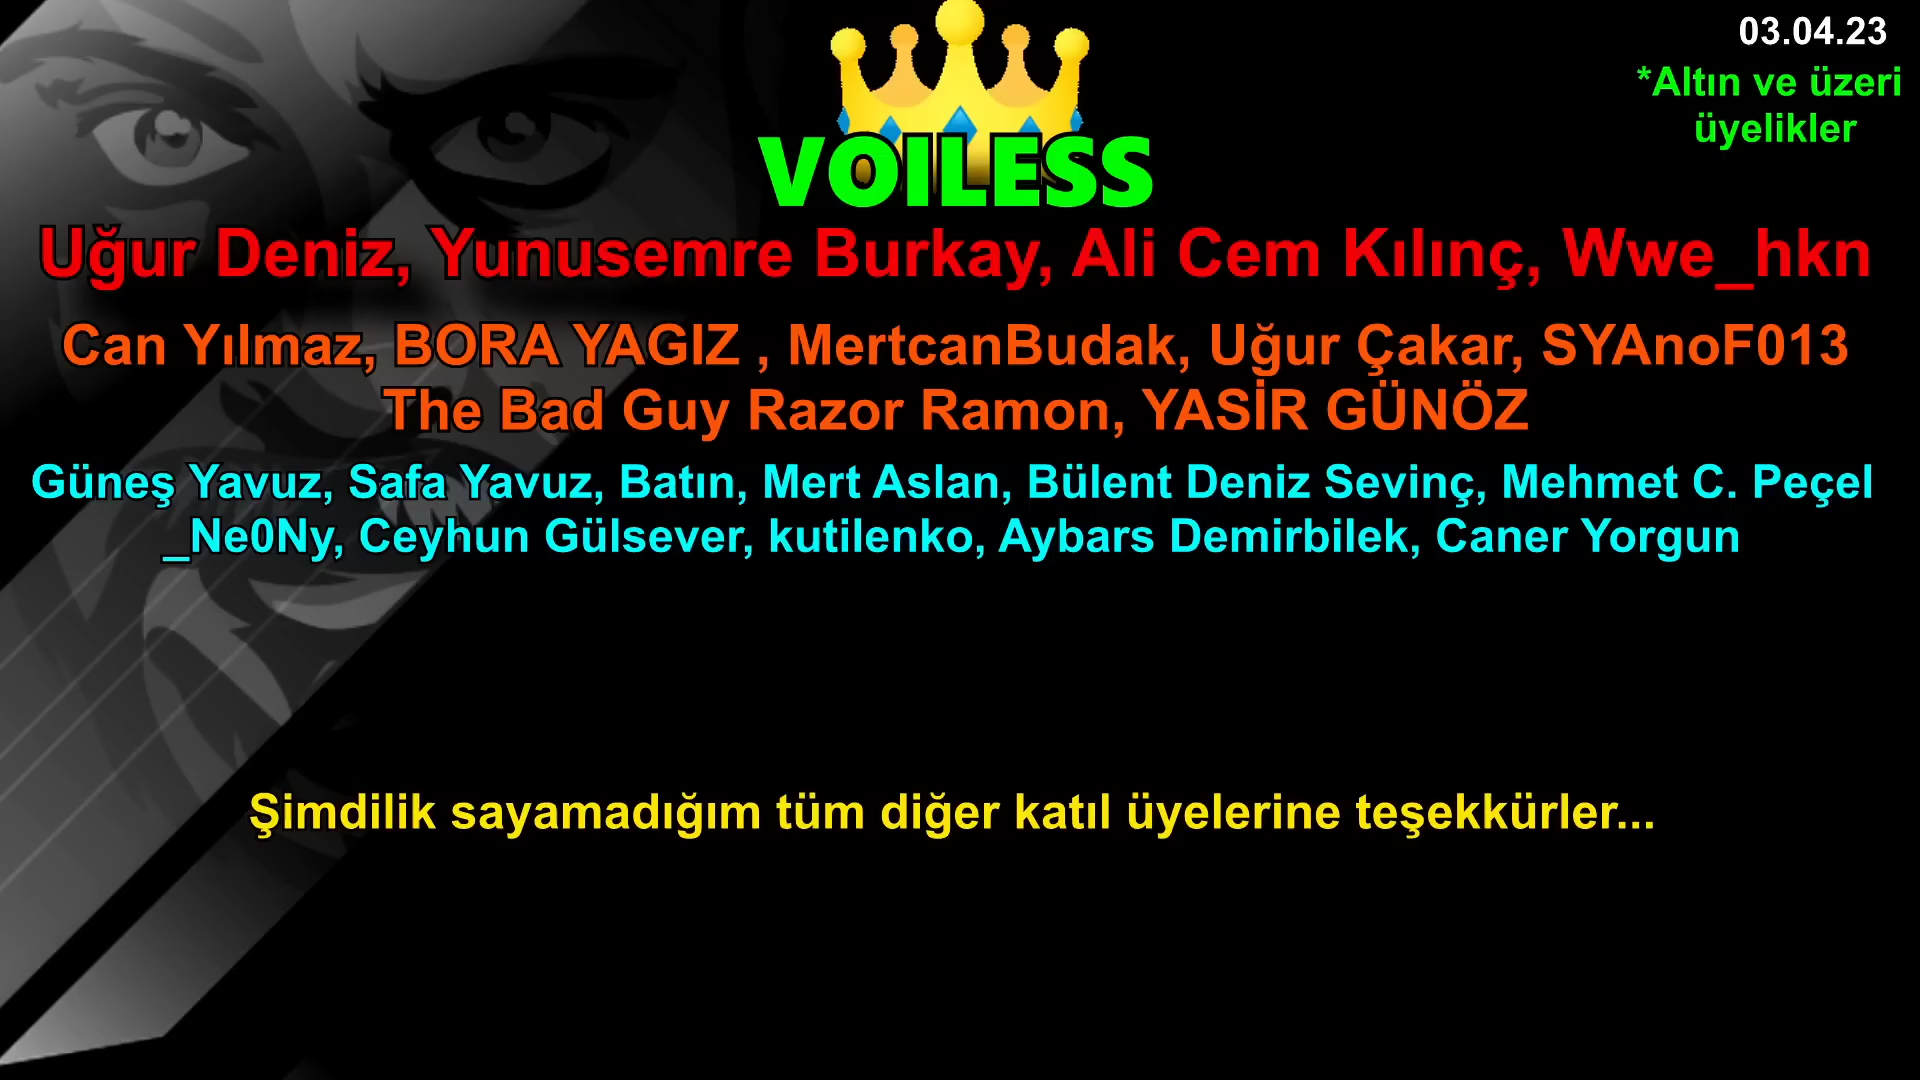 03.04.23
*Altın ve üzeri
üyelikler
VOILESS
Uğur Deniz, Yunusemre Burkay, Ali Cem Kılınç, Wwe_hkn
Can Yılmaz, BORA YAGIZ , MertcanBudak, Uğur Çakar, SYAnoF013
The Bad Guy Razor Ramon, YASİR GÜNÖZ
Güneş Yavuz, Safa Yavuz, Batın, Mert Aslan, Bülent Deniz Sevinç, Mehmet C. Peçel
_Ne0Ny, Ceyhun Gülsever, kutilenko, Aybars Demirbilek, Caner Yorgun
Şimdilik sayamadığım tüm diğer katıl üyelerine teşekkürler...